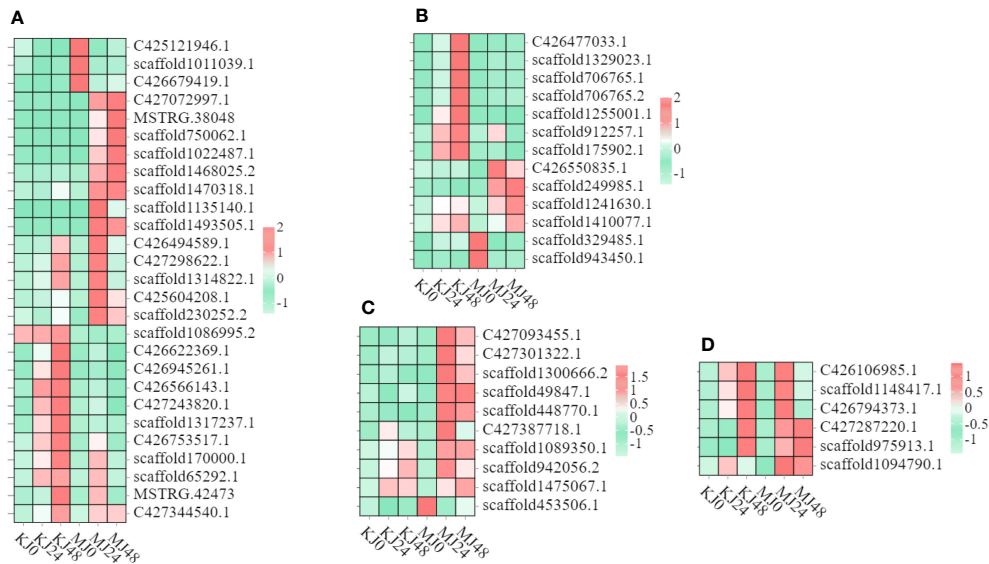 A
C425121946.1
scaffold1011039.1
C426679419.1
C427072997.1
MSTRG.38048
scaffold750062.1
scaffold1022487.1
scaffold1468025.2
scaffold1470318.1
scaffold1135140.1
scaffold1493505.1
C426494589.1
C427298622.1
scaffold1314822.1
C425604208.1
scaffold230252.2
scaffold1086995.2
C426622369.1
C426945261.1
C426566143.1
C427243820.1
scaffold1317237.1
C426753517.1
scaffold170000.1
scaffold65292.1
MSTRG.42473
C427344540.1
KJ0 KJ24 KJ48 MJ0 MJ24 MJ48
2
1
0
-1
B
C426477033.1
scaffold1329023.1
scaffold706765.1
scaffold706765.2
scaffold1255001.1
scaffold912257.1
scaffold175902.1
C426550835.1
scaffold249985.1
scaffold1241630.1
scaffold1410077.1
scaffold329485.1
scaffold943450.1
KJ0 KJ24 KJ48 MJ0 MJ24 MJ48
2
1
0
-1
C
C427093455.1
C427301322.1
scaffold1300666.2
scaffold49847.1
scaffold448770.1
C427387718.1
scaffold1089350.1
scaffold942056.2
scaffold1475067.1
scaffold453506.1
KJ0 KJ24 KJ48 MJ0 MJ24 MJ48
1.5
1
0.5
0
-0.5
-1
D
C426106985.1
scaffold1148417.1
C426794373.1
C427287220.1
scaffold975913.1
scaffold1094790.1
KJ0 KJ24 KJ48 MJ0 MJ24 MJ48
1
0.5
0
-0.5
-1